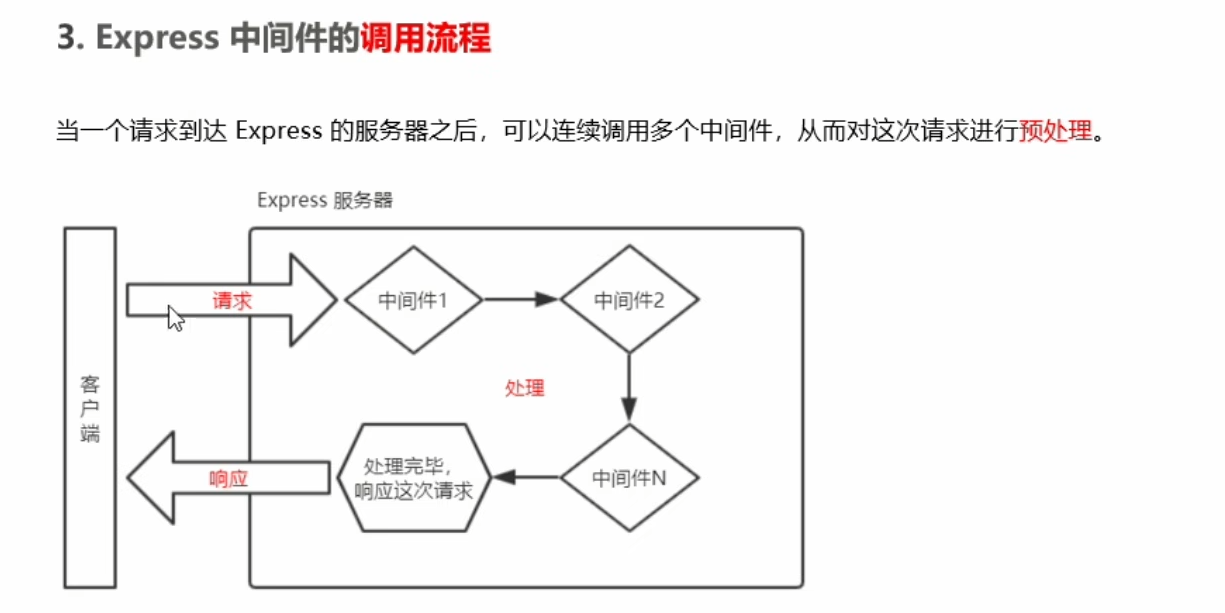 3. Express 中间件的调用流程
当一个请求到达 Express 的服务器之后，可以连续调用多个中间件，从而对这次请求进行预处理。
Express 服务器
请求
中间件1
中间件2
客
户
端
处理
响应
处理完毕，
响应这次请求
中间件N